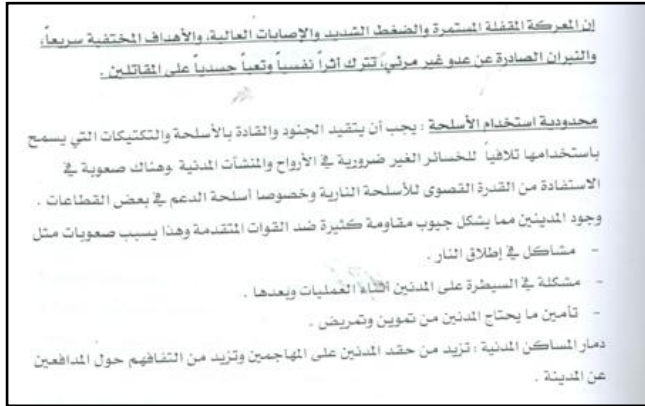 إن المعركة المقفلة المستمرة والضغط الشديد والإصابات العالية، والأهداف المختفية سريعاً،
والنيران الصادرة عن عدو غير مرئي، تترك أثراً نفسياً وتعباً جسدياً على المقاتلين .
محدودية استخدام الأسلحة : يجب أن يتقيد الجنود والقادة بالأسلحة والتكتيكات التي يسمح
باستخدامها تلافياً للخسائر الغير ضرورية في الأرواح والمنشآت المدنية وهناك صعوبة في
الاستفادة من القدرة القصوى للأسلحة النارية وخصوصا أسلحة الدعم في بعض القطاعات .
وجود المدينين مما يشكل جيوب مقاومة كثيرة ضد القوات المتقدمة وهذا يسبب صعوبات مثل
- مشاكل في إطلاق النار .
- مشكلة في السيطرة على المدنين أثناء العمليات وبعدها .
- تأمين ما يحتاج المدنين من تموين وتمريض .
دمار المساكن المدنية : تزيد من حقد المدنين على المهاجمين وتزيد من التفافهم حول المدافعين
عن المدينة .